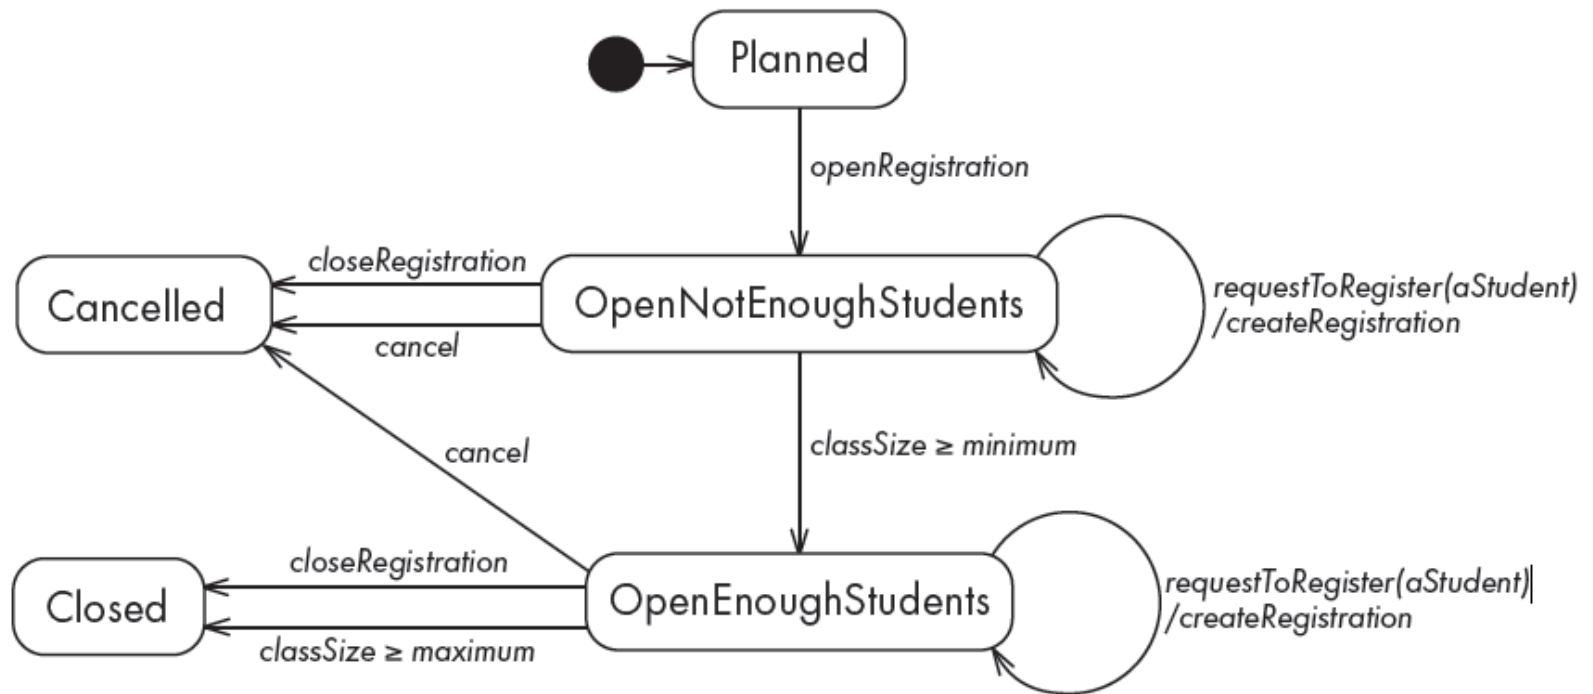 Planned
openRegistration
closeRegistration
Cancelled
OpenNotEnoughStudents
requestToRegister(aStudent)
/createRegistration
cancel
cancel
classSize ≥ minimum
closeRegistration
Closed
OpenEnoughStudents
requestToRegister(aStudent)
/createRegistration
classSize ≥ maximum